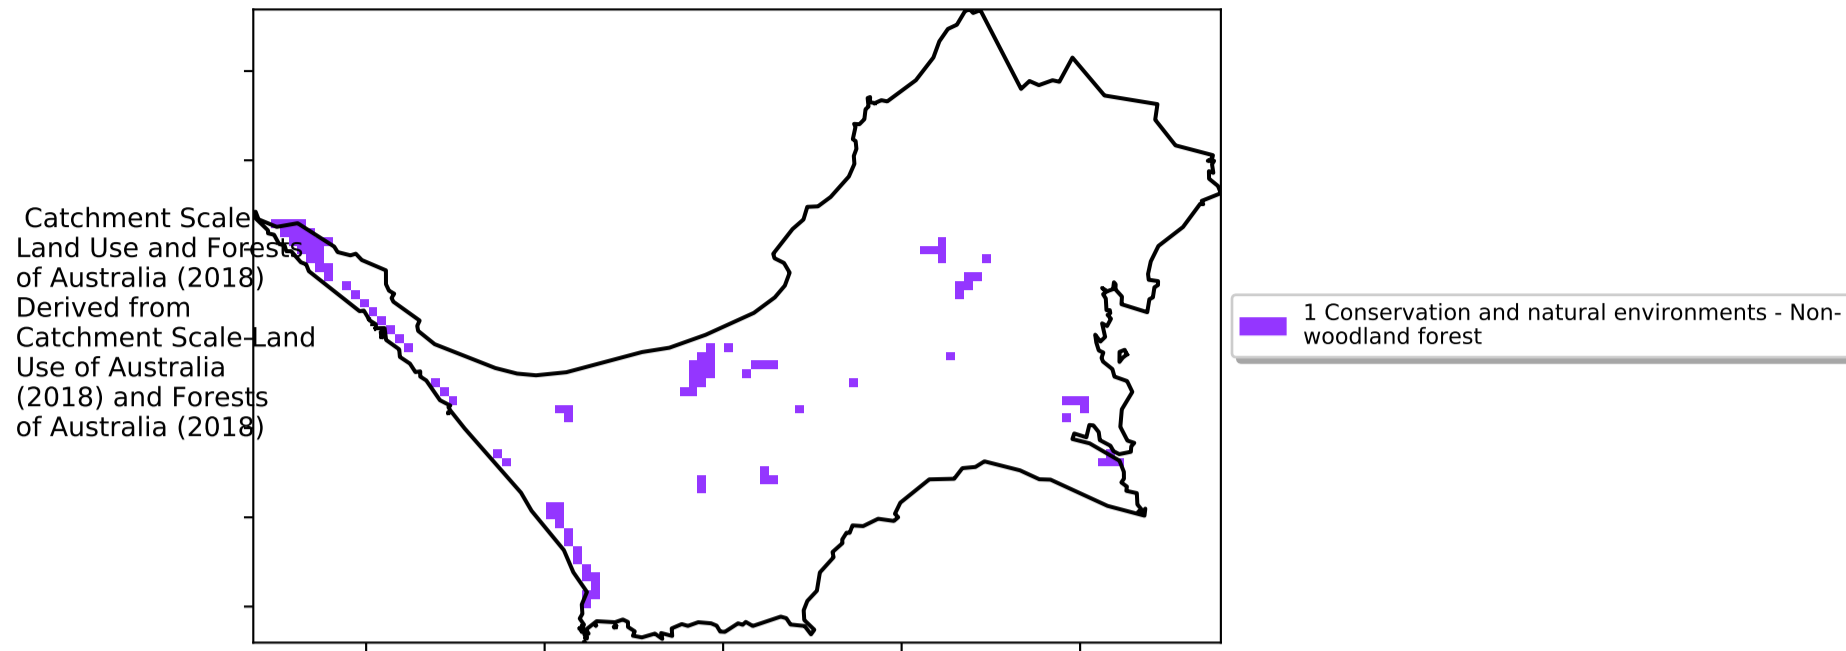 Catchment Scale
Land Use and Forests
of Australia (2018)
Derived from
Catchment Scale Land
Use of Australia
(2018) and Forests
of Australia (2018)
1 Conservation and natural environments - Non-
woodland forest